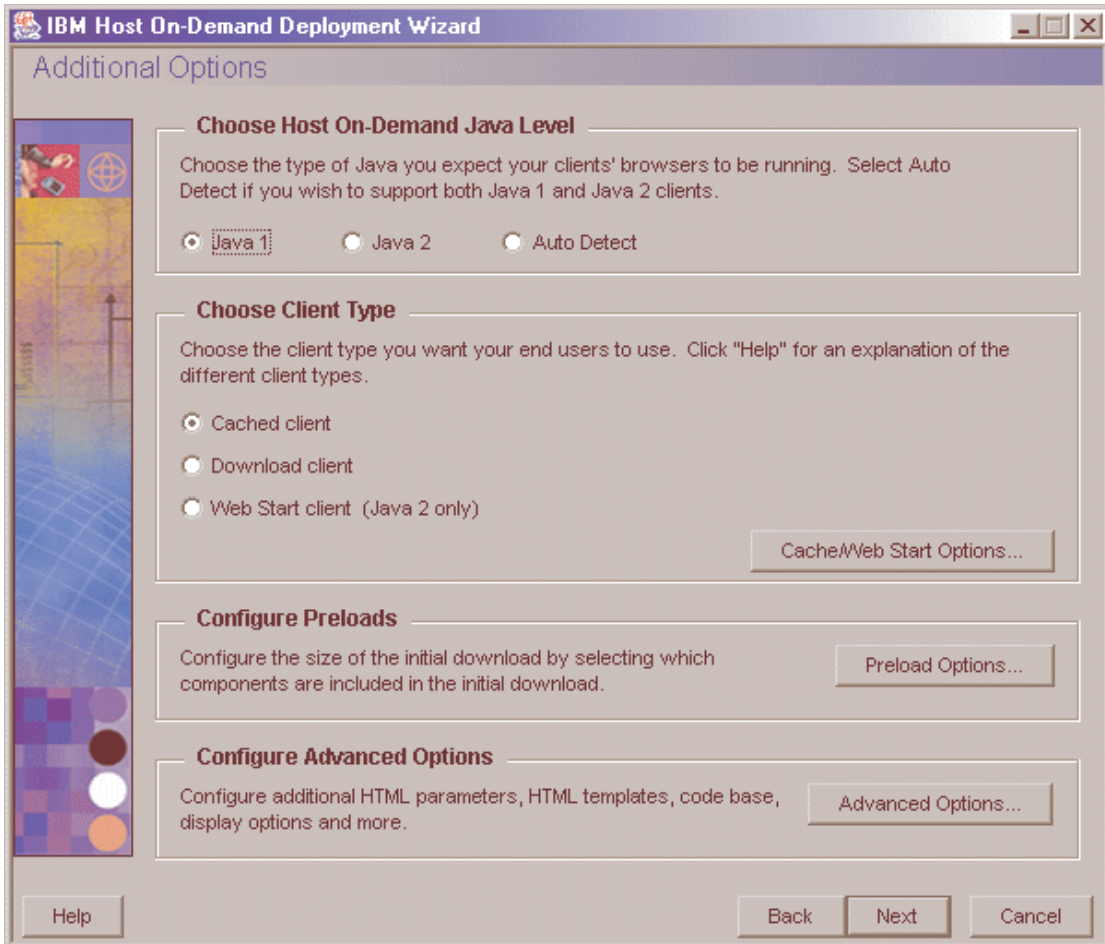 IBM Host On-Demand Deployment Wizard
Additional Options
Choose Host On-Demand Java Level
Choose the type of Java you expect your clients' browsers to be running. Select Auto
Detect if you wish to support both Java 1 and Java 2 clients.
Java 1 Java 2 Auto Detect
Choose Client Type
Choose the client type you want your end users to use. Click "Help" for an explanation of the
different client types.
Cached client
Download client
Web Start client (Java 2 only)
Cache/Web Start Options...
Configure Preloads
Configure the size of the initial download by selecting which
components are included in the initial download.
Preload Options...
Configure Advanced Options
Configure additional HTML parameters, HTML templates, code base,
display options and more.
Advanced Options...
Help Back Next Cancel